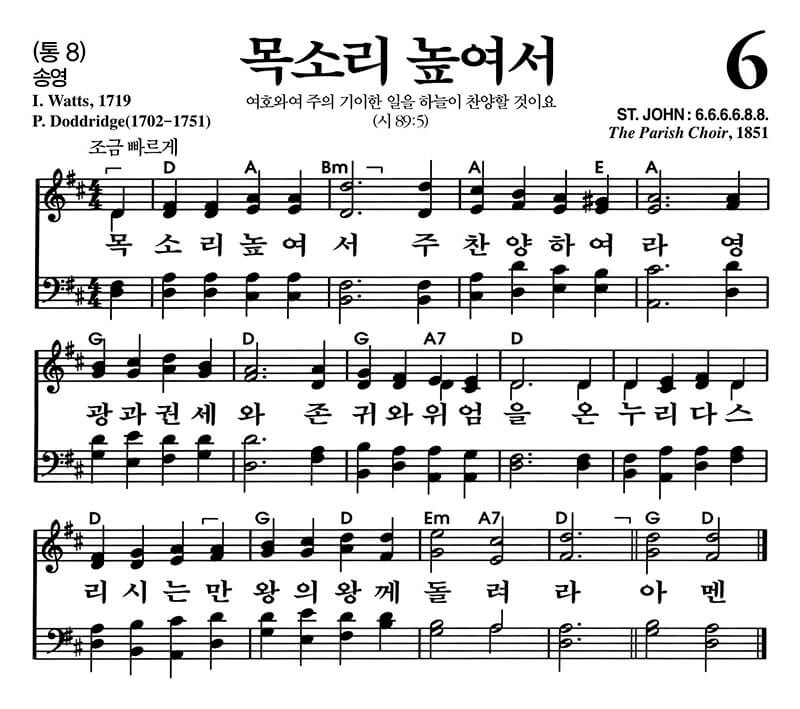 (통 8)
송영
목소리 높여서
6
I. Watts, 1719
P. Doddridge(1702-1751)
여호와여 주의 기이한 일을 하늘이 찬양할 것이요
(시 89:5)
ST. JOHN : 6.6.6.6.8.8.
The Parish Choir, 1851
조금 빠르게
D A Bm A E A
4
4
목 소 리 높 여 서 주 찬 양 하 여 라 영
4
4
G D G A7 D
광 과 권 세 와 존 귀 와 위 엄 을 온 누 리 다 스
D G D Em A7 D G D
리 시 는 만 왕 의 왕 께 돌 려 라 아 멘